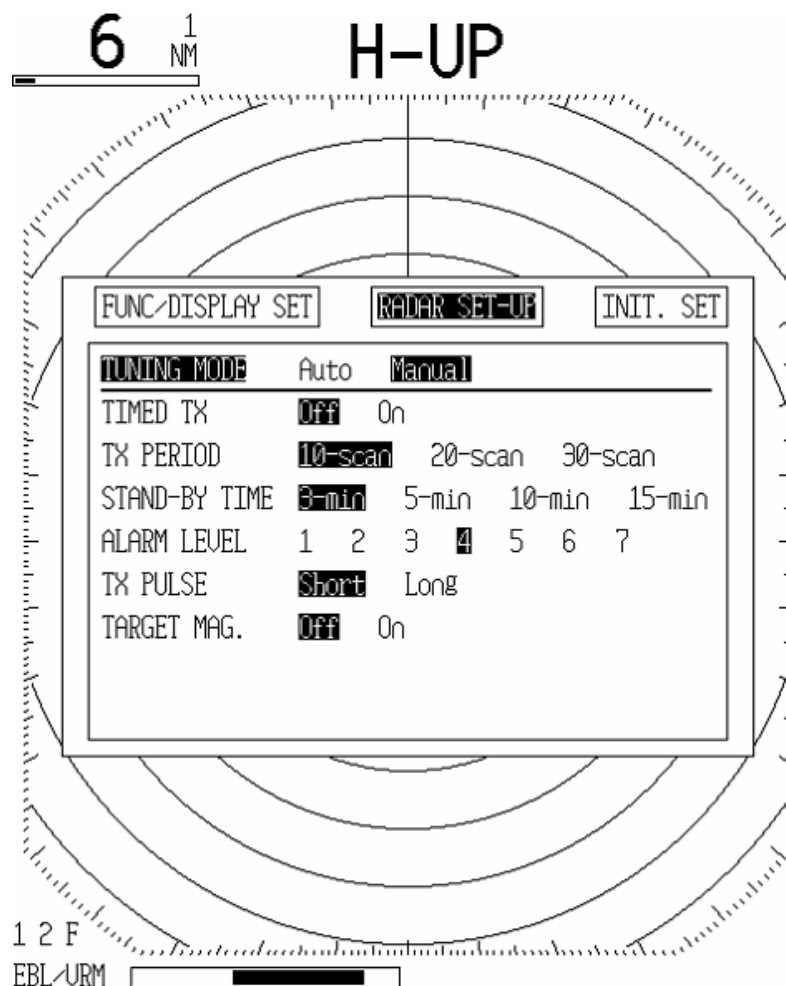 6 1 NM H-UP
FUNC/DISPLAY SET RADAR SET-UP INIT. SET
TUNING MODE Auto Manual
TIMED TX Off On
TX PERIOD 10-scan 20-scan 30-scan
STAND-BY TIME 3-min 5-min 10-min 15-min
ALARM LEVEL 1 2 3 4 5 6 7
TX PULSE Short Long
TARGET MAG. Off On
1 2 F
EBL/VRM